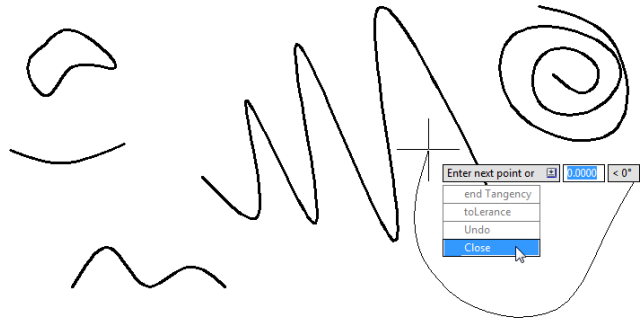 Enter next point or 0.0000 < 0°
end Tangency
toLerance
Undo
Close